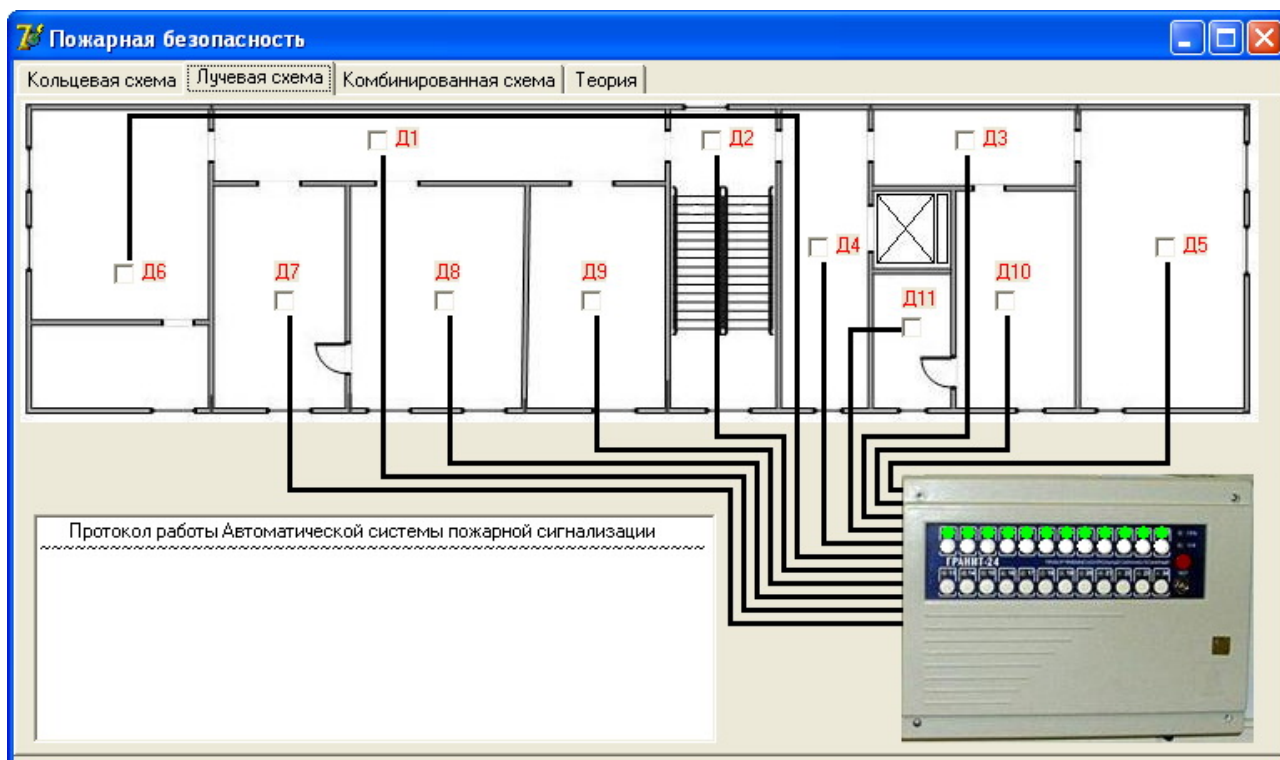 Пожарная безопасность
Кольцевая схема Лучевая схема Комбинированная схема Теория
Д1 Д2 Д3
Д6 Д7 Д8 Д9 Д4 Д11 Д10 Д5
Протокол работы Автоматической системы пожарной сигнализации
~~~~~~~~~~~~~~~~~~~~~~~~~~~~~~~~~~~~~~~~~~~~~~~~~~~~~~~~~~~~~~~~~~
ГРАНИТ-24